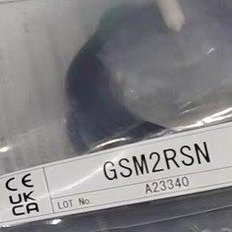 GSM2RSN
CE
UK
CA
LOT No.
A23340